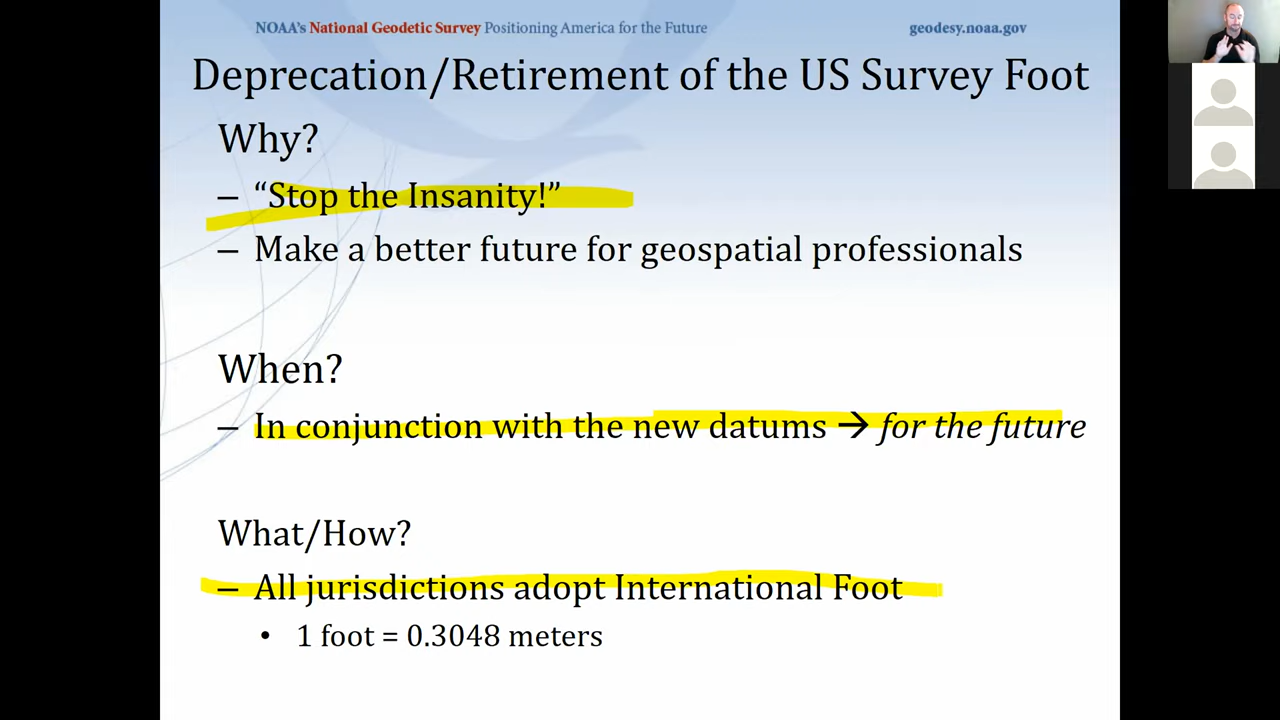 NOAA's National Geodetic Survey Positioning America for the Future
geodesy.noaa.gov
Deprecation/Retirement of the US Survey Foot
Why?
– “Stop the Insanity!”
– Make a better future for geospatial professionals
When?
– In conjunction with the new datums → for the future
What/How?
– All jurisdictions adopt International Foot
• 1 foot = 0.3048 meters